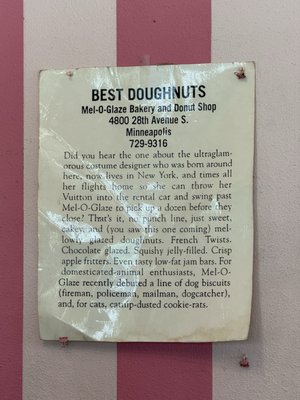 BEST DOUGHNUTS
Mel-O-Glaze Bakery and Donut Shop
4800 28th Avenue S.
Minneapolis
729-9316
Did you hear the one about the ultraglam-
orous costume designer who was born around
here, now lives in New York, and times all
her flights home so she can throw her
Vuitton into the rental car and swing past
Mel-O-Glaze to pick up a dozen before they
close? That's it, no punch line, just sweet,
cakey, and (you saw this one coming) mel-
lowly glazed doughnuts. French Twists.
Chocolate glazed. Squishy jelly-filled. Crisp
apple fritters. Even tasty low-fat jam bars. For
domesticated-animal enthusiasts, Mel-O-
Glaze recently debuted a line of dog biscuits
(fireman, policeman, mailman, dogcatcher),
and, for cats, catnip-dusted cookie-rats.